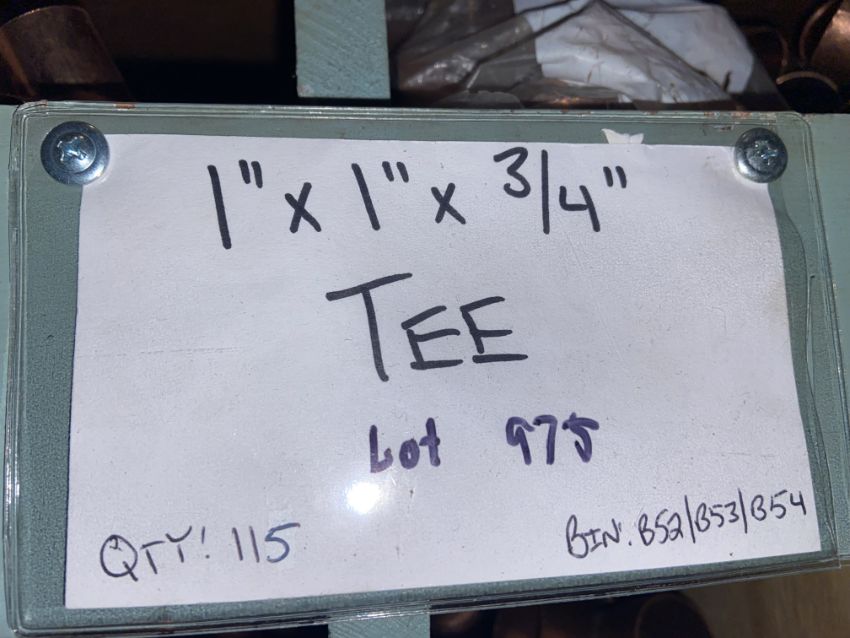 1" x 1" x 3/4"
TEE
Lot 975
QTY: 115
BIN: B52/B53/B54